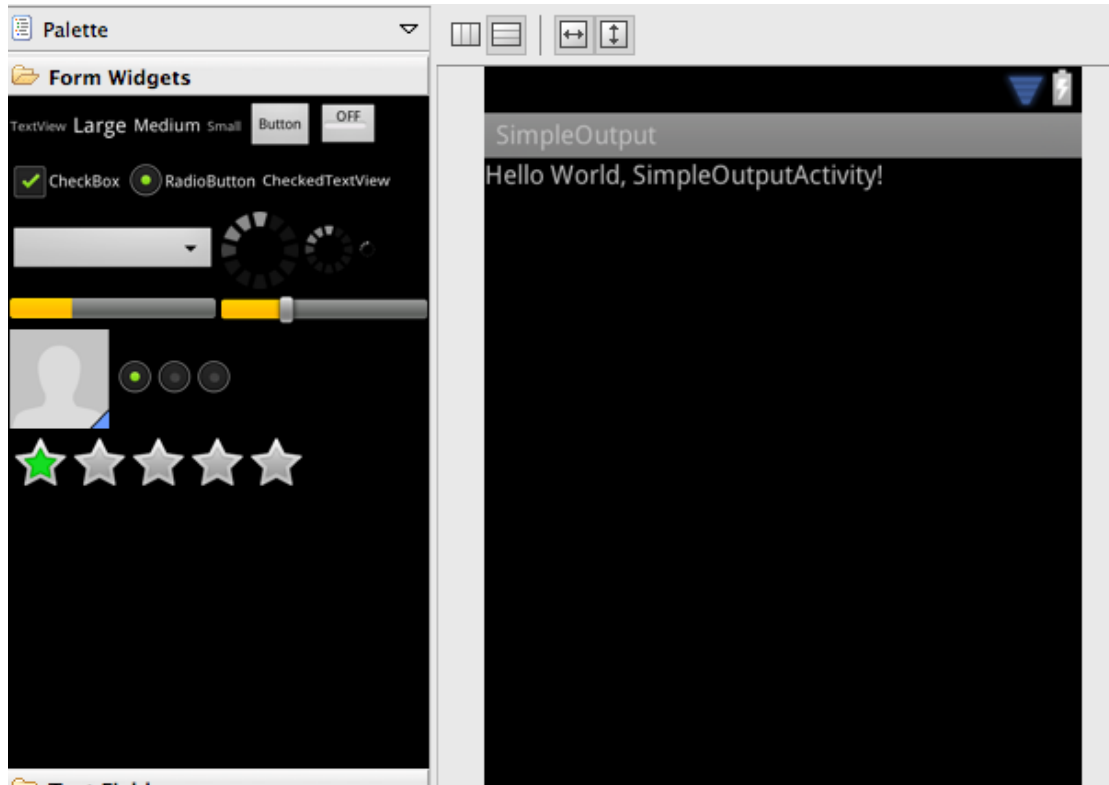 Palette
Form Widgets
TextView Large Medium Small Button OFF
CheckBox RadioButton CheckedTextView
SimpleOutput
Hello World, SimpleOutputActivity!